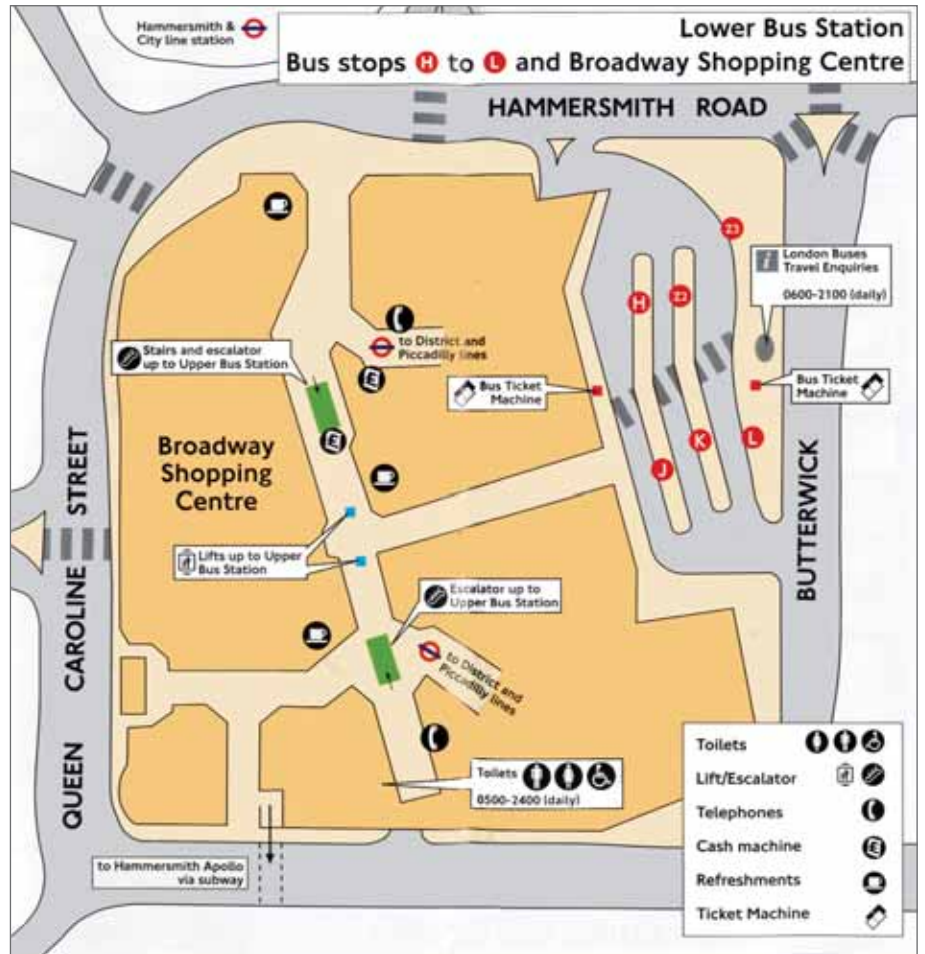 Hammersmith &
City line station
Lower Bus Station
Bus stops H to L and Broadway Shopping Centre
HAMMERSMITH ROAD
Z3
London Buses
Travel Enquiries
0600-2100 (daily)
H
Z2
to District and
Piccadilly lines
Stairs and escalator
up to Upper Bus Station
Bus Ticket
Machine
Bus Ticket
Machine
Broadway
Shopping
Centre
K
L
J
Lifts up to Upper
Bus Station
Escalator up to
Upper Bus Station
QUEEN CAROLINE STREET
BUTTERWICK
to District and
Piccadilly lines
Toilets
0500-2400 (daily)
to Hammersmith Apollo
via subway
Toilets
Lift/Escalator
Telephones
Cash machine
Refreshments
Ticket Machine